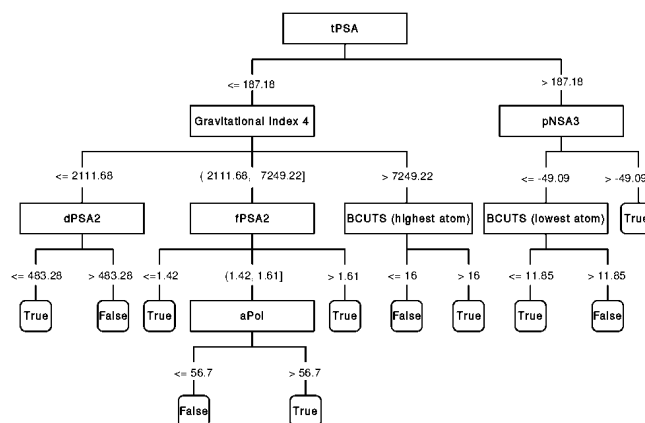 tPSA
<= 187.18
> 187.18
Gravitational Index 4
pNSA3
<= 2111.68
( 2111.68, 7249.22]
> 7249.22
<= -49.09
> -49.09
dPSA2
fPSA2
BCUTS (highest atom)
BCUTS (lowest atom)
True
<= 483.28
> 483.28
<=1.42
(1.42, 1.61]
> 1.61
<= 16
> 16
<= 11.85
> 11.85
True
False
True
aPol
True
False
True
True
False
<= 56.7
> 56.7
False
True